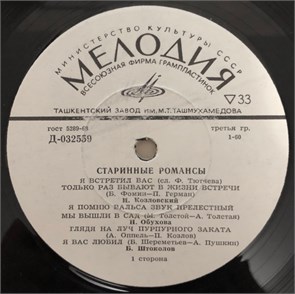 МИНИСТЕРСТВО КУЛЬТУРЫ СССР
МЕЛОДИЯ
ВСЕСОЮЗНАЯ ФИРМА ГРАМПЛАСТИНОК
ТАШКЕНТСКИЙ ЗАВОД ИМ. М.Т. ТАШМУХАМЕДОВА
▽33
ГОСТ 5289-68
третья гр.
Д-032559
1-00
СТАРИННЫЕ РОМАНСЫ
Я ВСТРЕТИЛ ВАС (сл. Ф. Тютчева)
ТОЛЬКО РАЗ БЫВАЮТ В ЖИЗНИ ВСТРЕЧИ
(Б. Фомин—П. Герман)
И. Козловский
Я ПОМНЮ ВАЛЬСА ЗВУК ПРЕЛЕСТНЫЙ
МЫ ВЫШЛИ В САД (М. Толстой—А. Толстая)
Н. Обухова
ГЛЯДЯ НА ЛУЧ ПУРПУРНОГО ЗАКАТА
(А. Оппель—П. Козлов)
Я ВАС ЛЮБИЛ (Б. Шереметьев—А. Пушкин)
Б. Штоколов
1 сторона